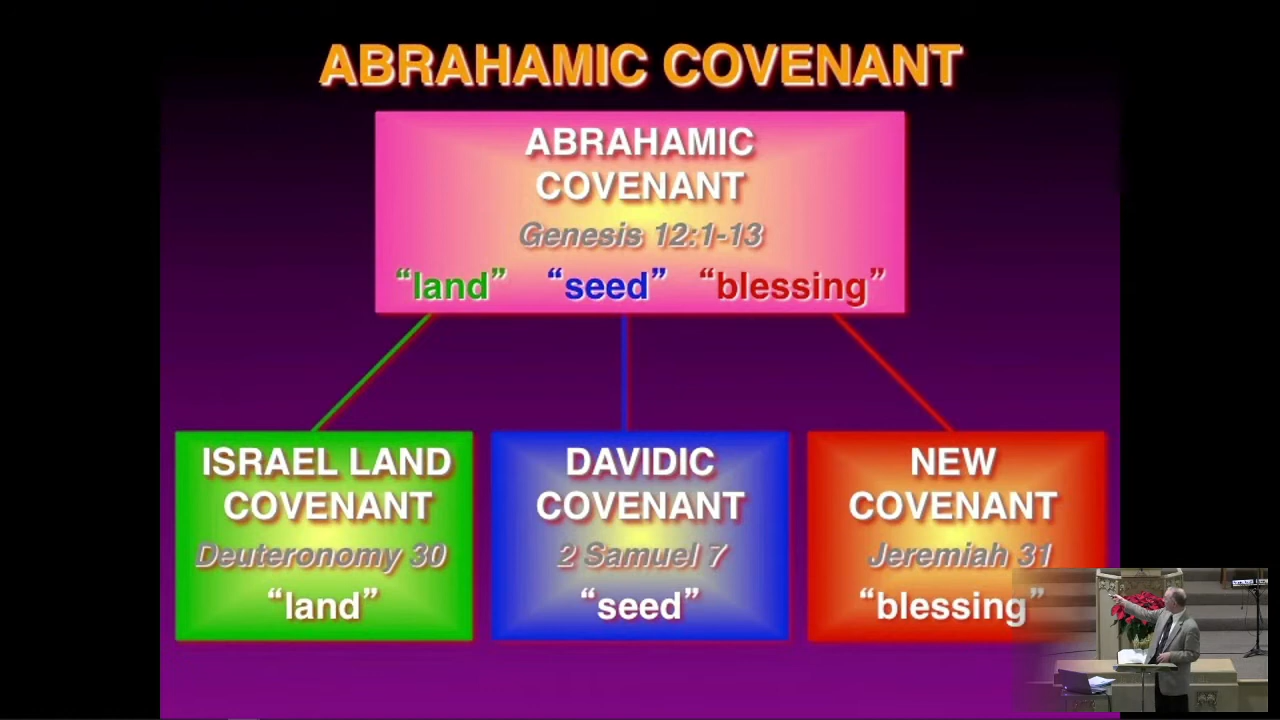 ABRAHAMIC COVENANT
ABRAHAMIC
COVENANT
Genesis 12:1-13
“land” “seed” “blessing”
ISRAEL LAND
COVENANT
Deuteronomy 30
“land”
DAVIDIC
COVENANT
2 Samuel 7
“seed”
NEW
COVENANT
Jeremiah 31
“blessing”